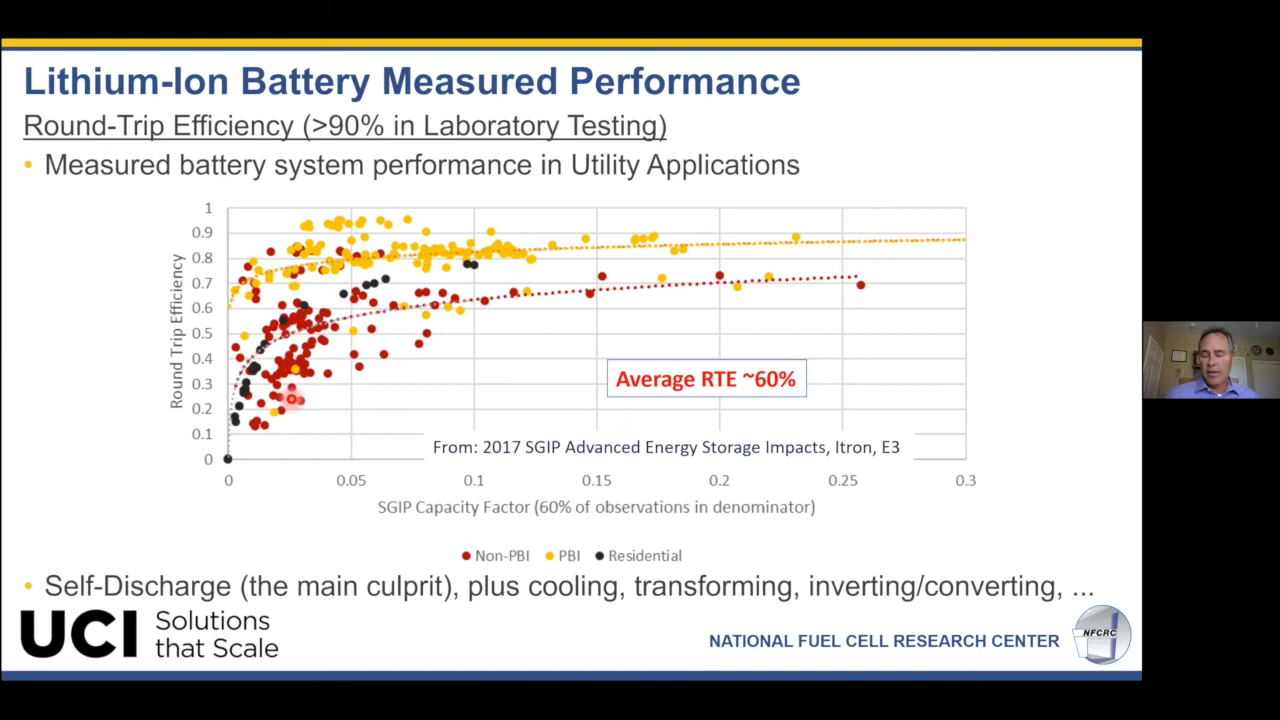 Lithium-Ion Battery Measured Performance
Round-Trip Efficiency (>90% in Laboratory Testing)
• Measured battery system performance in Utility Applications
1
0.9
0.8
0.7
0.6
0.5
0.4
0.3
0.2
0.1
0
Round Trip Efficiency
Average RTE ~60%
From: 2017 SGIP Advanced Energy Storage Impacts, Itron, E3
0 0.05 0.1 0.15 0.2 0.25 0.3
SGIP Capacity Factor (60% of observations in denominator)
Non-PBI PBI Residential
• Self-Discharge (the main culprit), plus cooling, transforming, inverting/converting, ...
UCI Solutions
that Scale
NATIONAL FUEL CELL RESEARCH CENTER
NFCRC